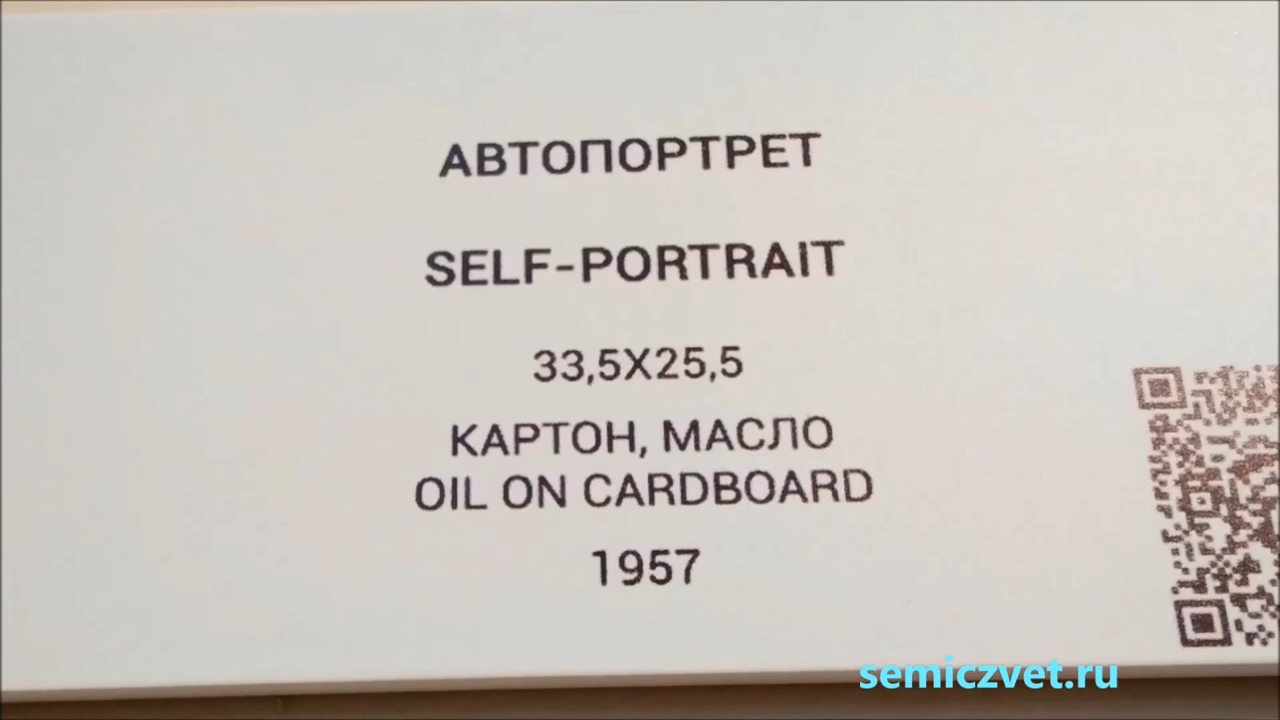 АВТОПОРТРЕТ
SELF-PORTRAIT
33,5X25,5
КАРТОН, МАСЛО
OIL ON CARDBOARD
1957
semiczvet.ru